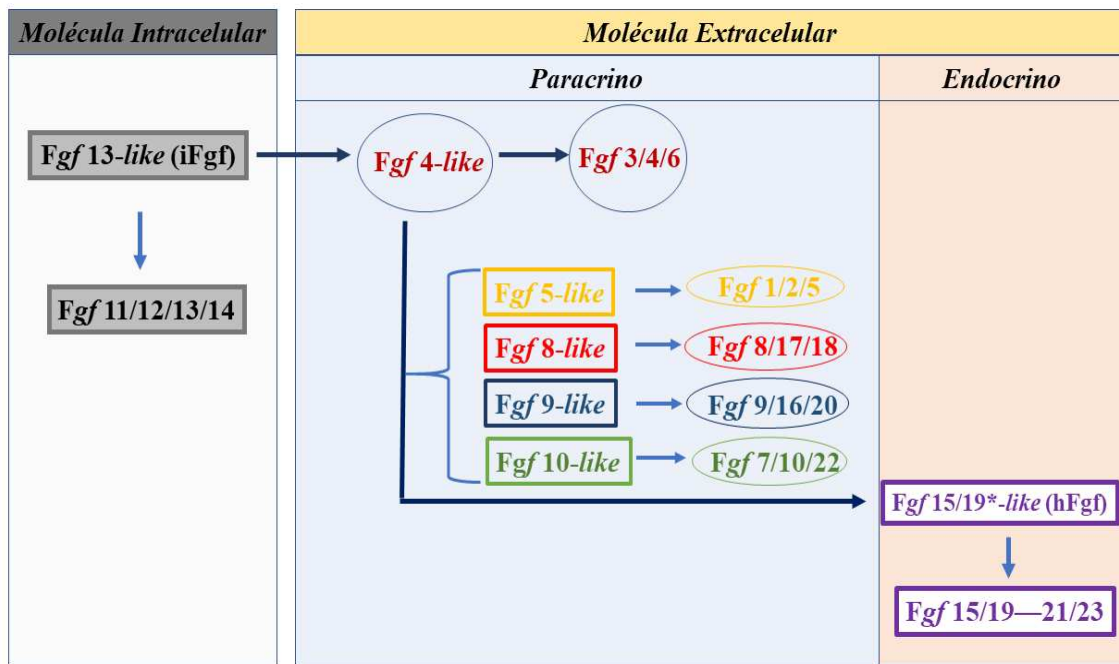 Molécula Intracelular
Molécula Extracelular
Paracrino
Endocrino
Fgf 13-like (iFgf)
Fgf 4-like
Fgf 3/4/6
Fgf 11/12/13/14
Fgf 5-like
Fgf 1/2/5
Fgf 8-like
Fgf 8/17/18
Fgf 9-like
Fgf 9/16/20
Fgf 10-like
Fgf 7/10/22
Fgf 15/19*-like (hFgf)
Fgf 15/19—21/23